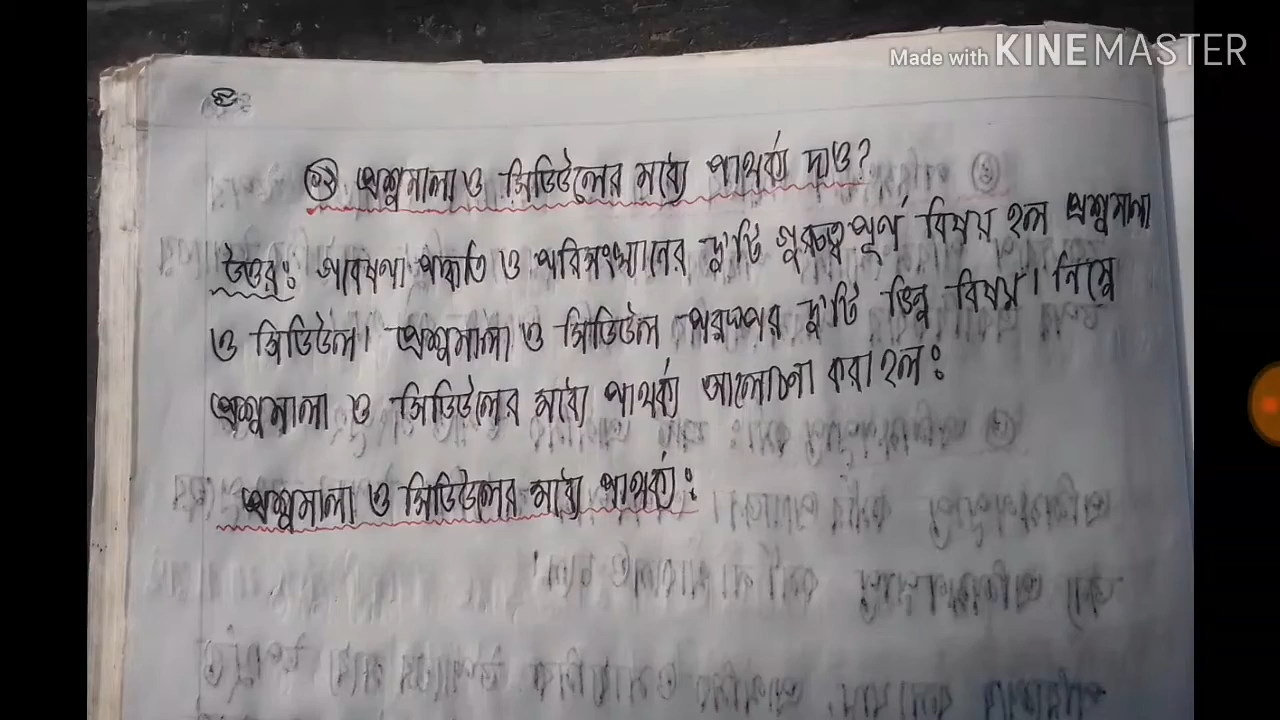 Made with KINEMASTER
০২ প্রশ্নমালা ও সিডিউলের মধ্যে পার্থক্য দাও?
উত্তর: গবেষণা পদ্ধতি ও পরিসংখ্যানের দু'টি গুরুত্বপূর্ণ বিষয় হল প্রশ্নমালা
ও সিডিউল। প্রশ্নমালা ও সিডিউল পরস্পর দু'টি ভিন্ন বিষয়। নিম্নে
প্রশ্নমালা ও সিডিউলের মধ্যে পার্থক্য আলোচনা করা হল:
প্রশ্নমালা ও সিডিউলের মধ্যে পার্থক্য: